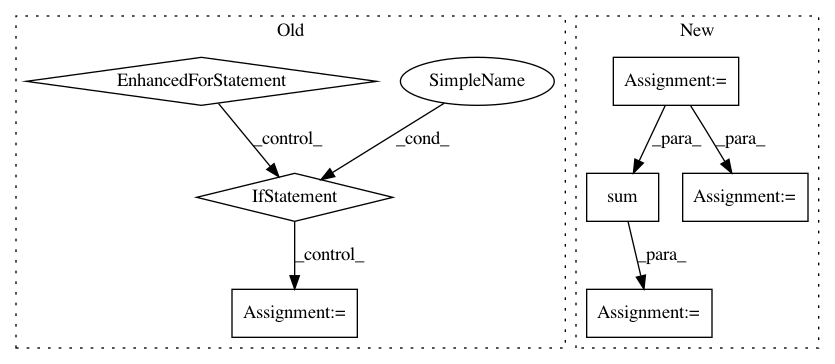 Old
New
EnhancedForStatement
SimpleName
Assignment:=
_control_
_cond_
_para_
_para_
IfStatement
sum
Assignment:=
_control_
_para_
Assignment:=
Assignment:=